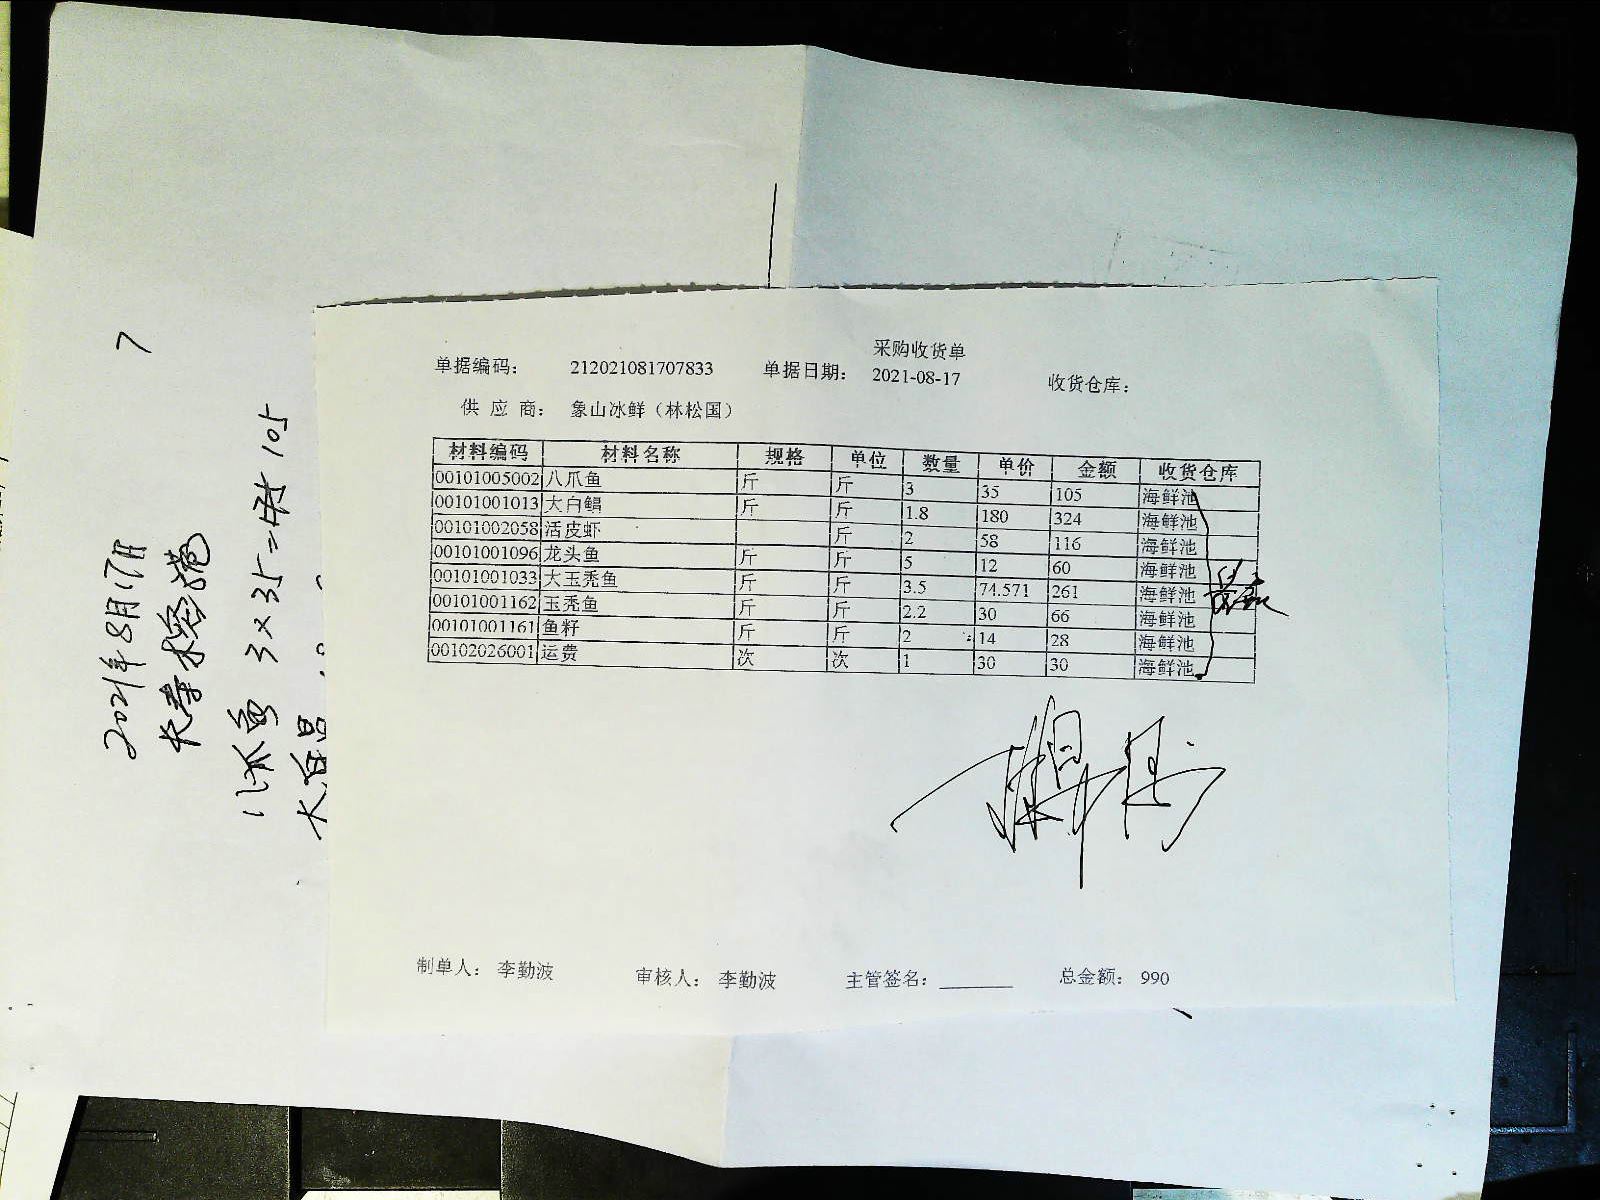 采购收货单
单据编码： 212021081707833 单据日期： 2021-08-17 收货仓库：
供 应 商： 象山冰鲜（林松国）
材料编码 材料名称 规格 单位 数量 单价 金额 收货仓库
00101005002 八爪鱼 斤 斤 3 35 105 海鲜池
00101001013 大白鲳 斤 斤 1.8 180 324 海鲜池
00101002058 活皮虾 斤 2 58 116 海鲜池
00101001096 龙头鱼 斤 斤 5 12 60 海鲜池
00101001033 大玉秃鱼 斤 斤 3.5 74.571 261 海鲜池
00101001162 玉秃鱼 斤 斤 2.2 30 66 海鲜池
00101001161 鱼籽 斤 斤 2 14 28 海鲜池
00102026001 运费 次 次 1 30 30 海鲜池
制单人： 李勤波 审核人： 李勤波 主管签名： 总金额： 990
7
2021年8月17日
八爪鱼 3×35= 105